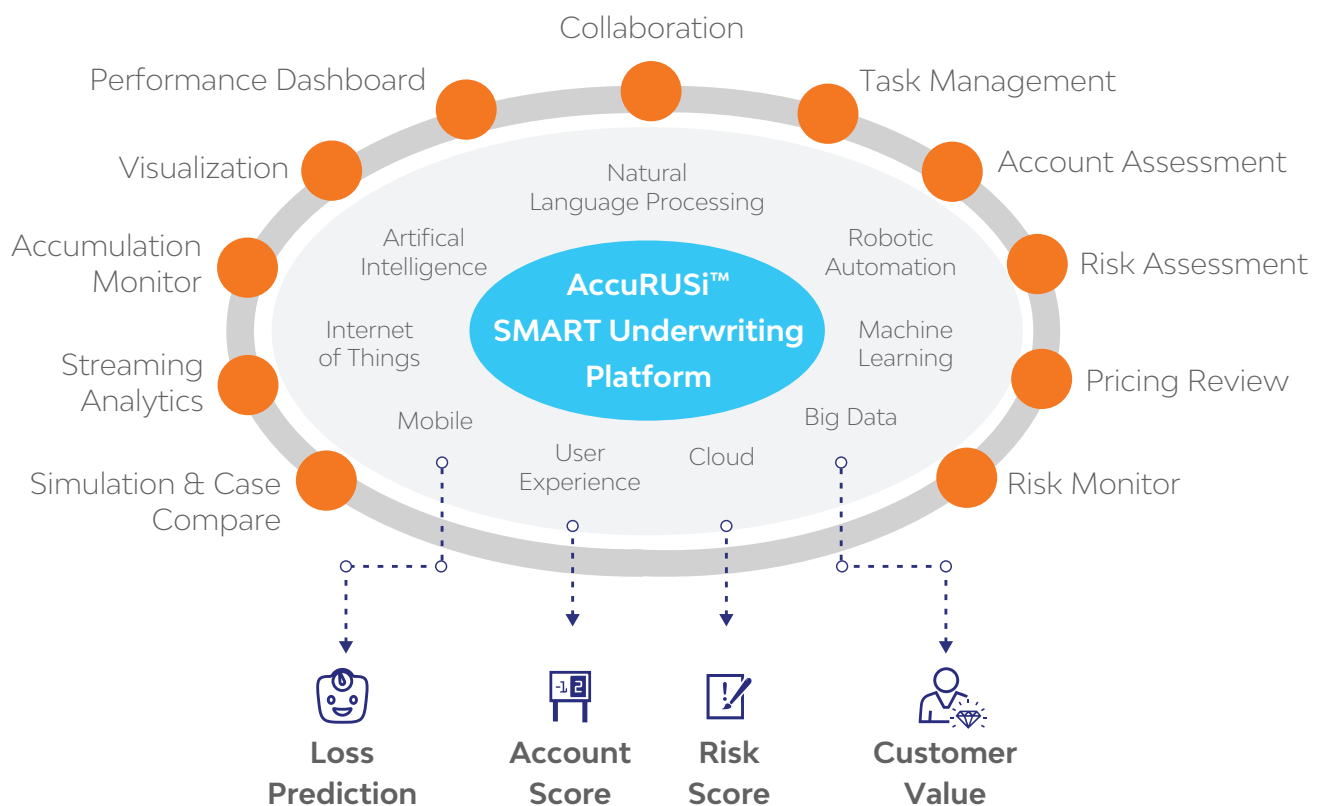 Collaboration
Performance Dashboard
Task Management
Visualization
Account Assessment
Natural
Language Processing
Artifical
Intelligence
Robotic
Automation
Accumulation
Monitor
Risk Assessment
AccuRUSi™
SMART Underwriting
Platform
Internet
of Things
Machine
Learning
Streaming
Analytics
Pricing Review
Mobile
Big Data
User
Experience
Cloud
Simulation & Case
Compare
Risk Monitor
-1 2
Loss
Prediction
Account
Score
Risk
Score
Customer
Value